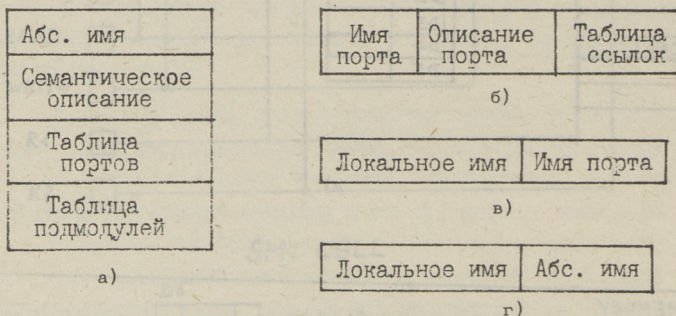 Абс. имя
Семантическое
описание
Таблица
портов
Таблица
подмодулей
а)
Имя
порта
Описание
порта
Таблица
ссылок
б)
Локальное имя
Имя порта
в)
Локальное имя
Абс. имя
г)